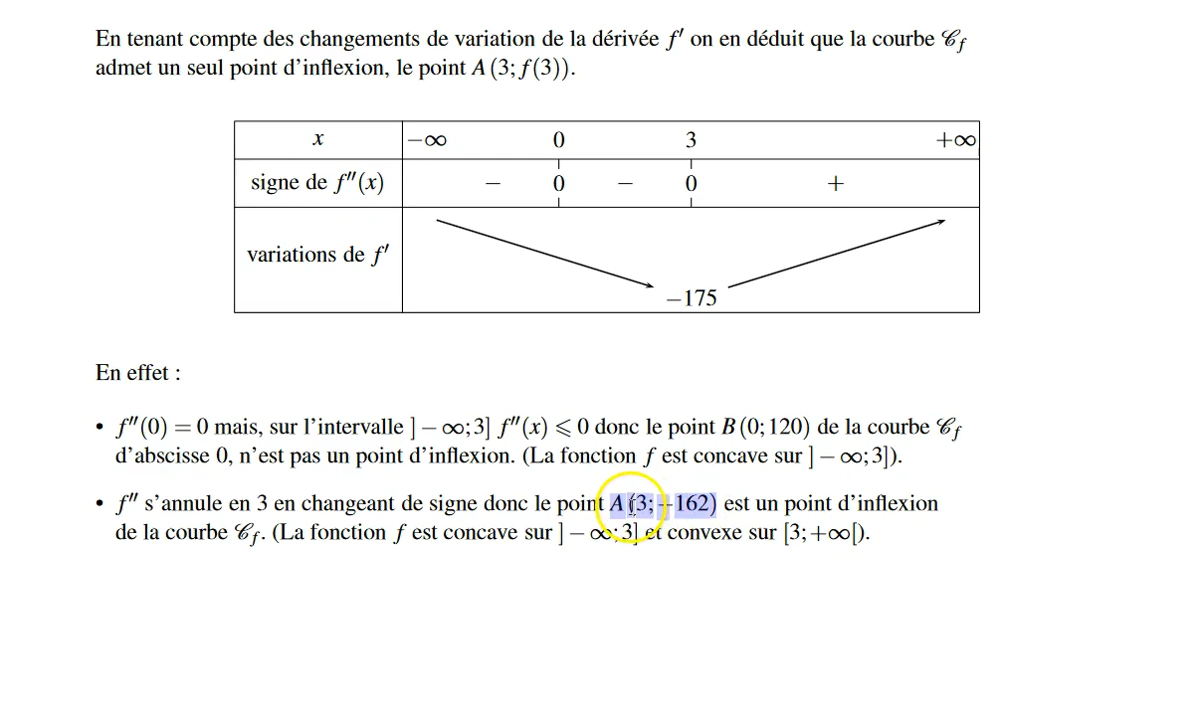 En tenant compte des changements de variation de la dérivée f′ on en déduit que la courbe 𝒞f
admet un seul point d'inflexion, le point A (3; f(3)).
x −∞ 0 3 +∞
signe de f″(x) − 0 − 0 +
variations de f′
−175
En effet :
• f″(0) = 0 mais, sur l'intervalle ] − ∞;3] f″(x) ⩽ 0 donc le point B (0; 120) de la courbe 𝒞f
d'abscisse 0, n'est pas un point d'inflexion. (La fonction f est concave sur ] − ∞;3]).
• f″ s'annule en 3 en changeant de signe donc le point A (3; −162) est un point d'inflexion
de la courbe 𝒞f. (La fonction f est concave sur ] − ∞;3] et convexe sur [3;+∞[).